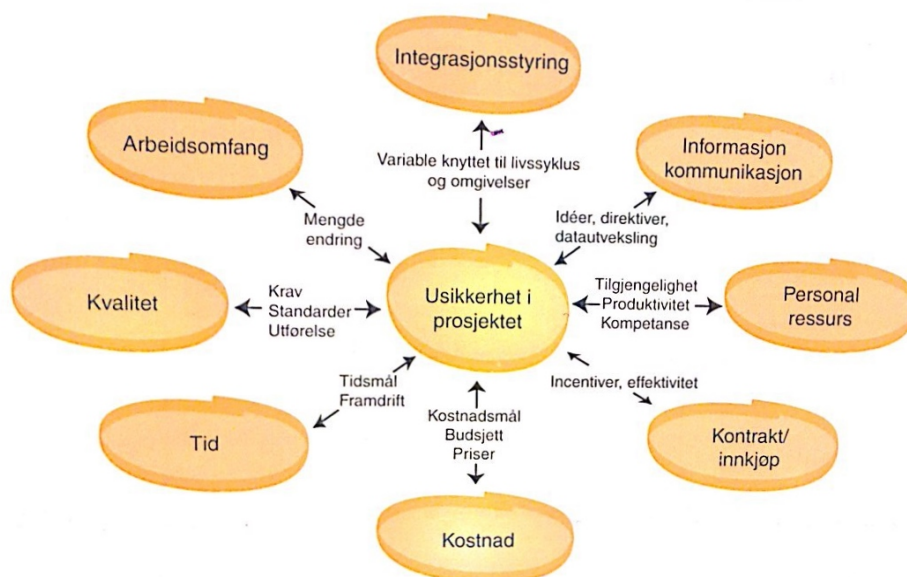 Integrasjonsstyring
Arbeidsomfang
Informasjon
kommunikasjon
Variable knyttet til livssyklus
og omgivelser
Mengde
endring
Idéer, direktiver,
datautveksling
Kvalitet
Krav
Standarder
Utførelse
Usikkerhet i
prosjektet
Tilgjengelighet
Produktivitet
Kompetanse
Personal
ressurs
Tidsmål
Framdrift
Incentiver, effektivitet
Tid
Kostnadsmål
Budsjett
Priser
Kontrakt/
innkjøp
Kostnad